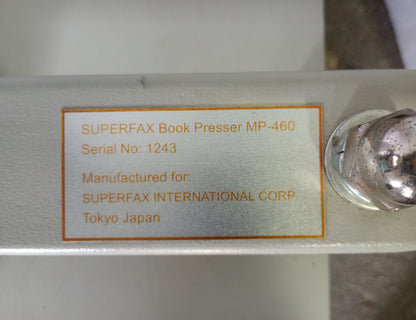 SUPERFAX Book Presser MP-460
Serial No: 1243
Manufactured for:
SUPERFAX INTERNATIONAL CORP
Tokyo Japan